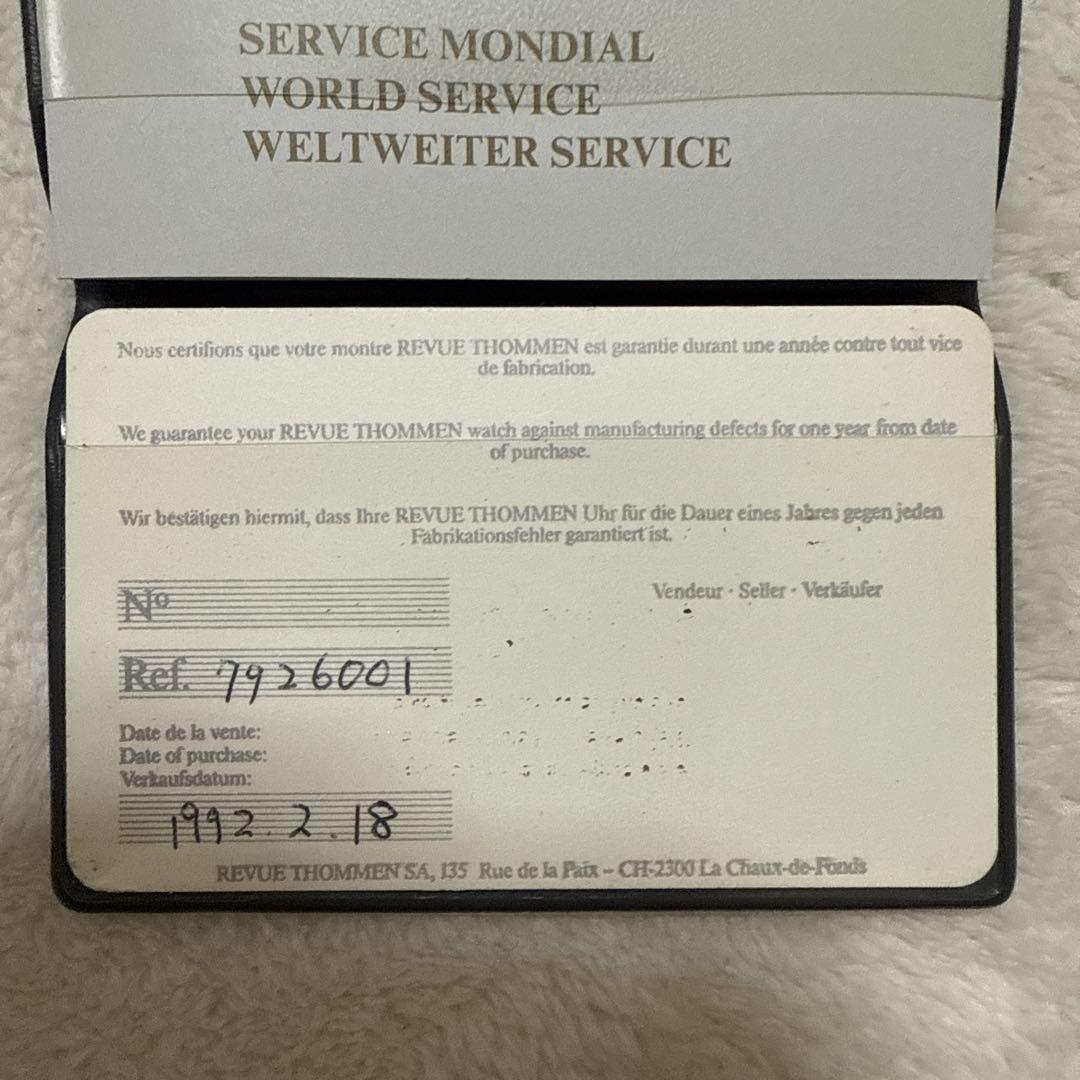 SERVICE MONDIAL
WORLD SERVICE
WELTWEITER SERVICE
Nous certifions que votre montre REVUE THOMMEN est garantie durant une année contre tout vice
de fabrication.
We guarantee your REVUE THOMMEN watch against manufacturing defects for one year from date
of purchase.
Wir bestätigen hiermit, dass Ihre REVUE THOMMEN Uhr für die Dauer eines Jahres gegen jeden
Fabrikationsfehler garantiert ist.
No
Vendeur - Seller - Verkäufer
Ref. 7926001
Date de la vente:
Date of purchase:
Verkaufsdatum:
1992.2.18
REVUE THOMMEN SA, 135 Rue de la Paix – CH-2300 La Chaux-de-Fonds